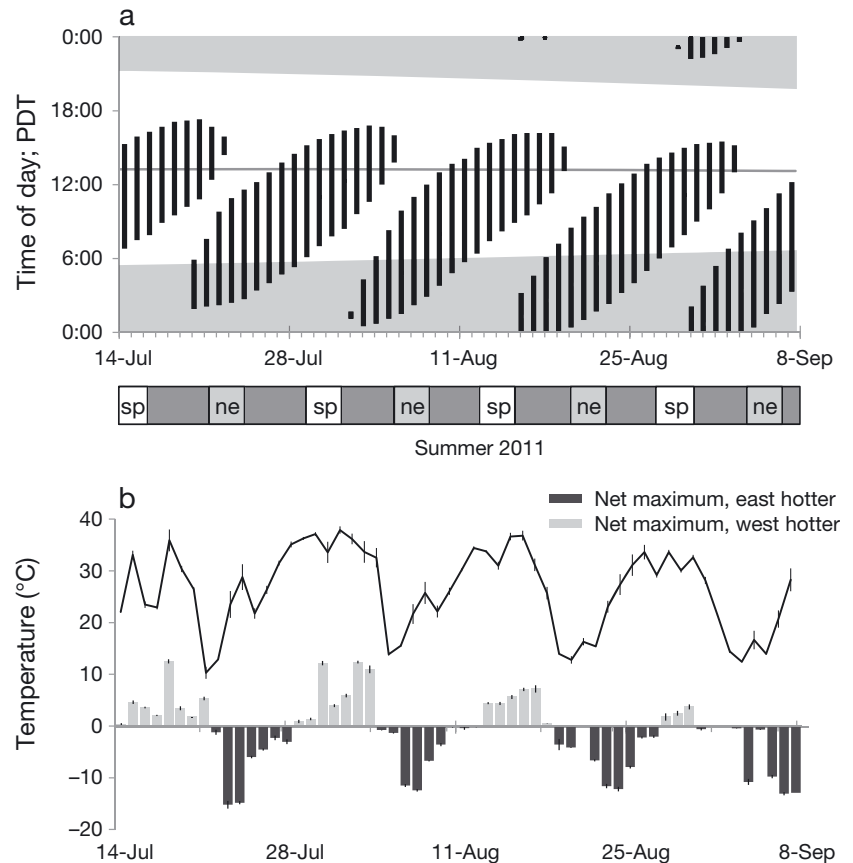 a
0:00
18:00
12:00
6:00
0:00
Time of day; PDT
14-Jul 28-Jul 11-Aug 25-Aug 8-Sep
sp ne sp ne sp ne sp ne
Summer 2011
b
Net maximum, east hotter
Net maximum, west hotter
40
30
20
10
0
−10
−20
Temperature (°C)
14-Jul 28-Jul 11-Aug 25-Aug 8-Sep